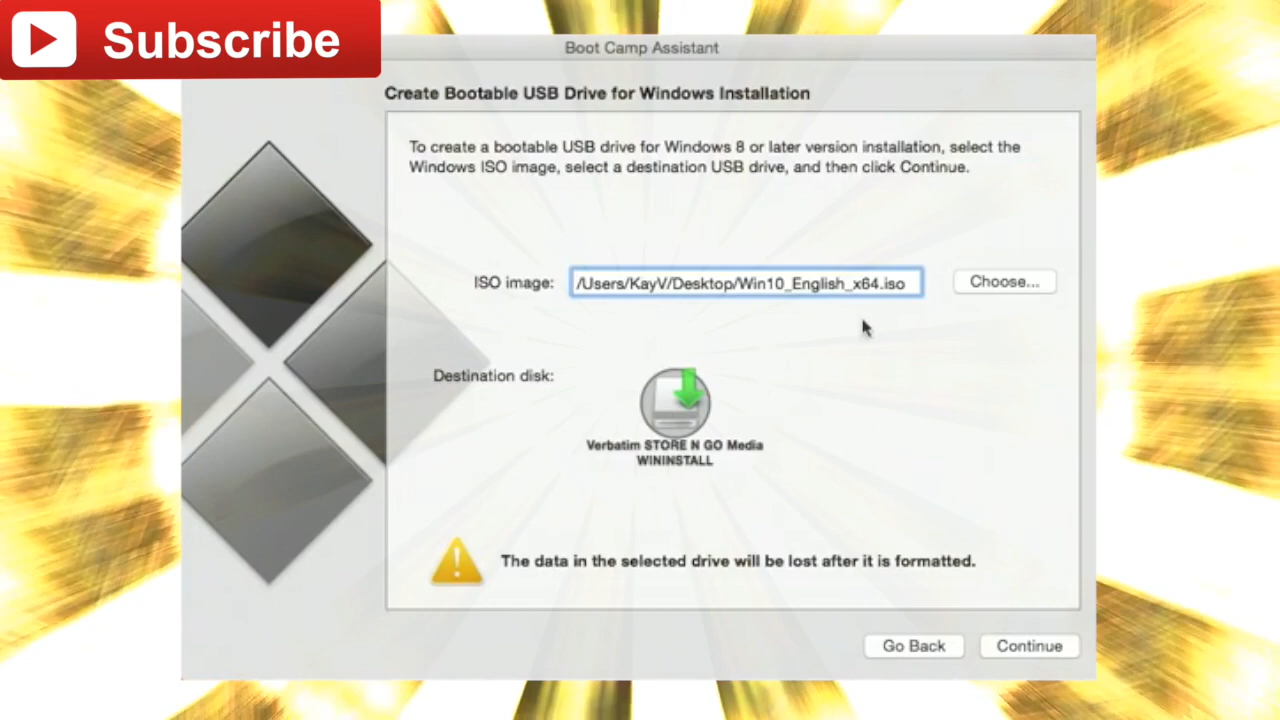 Subscribe
Boot Camp Assistant
Create Bootable USB Drive for Windows Installation
To create a bootable USB drive for Windows 8 or later version installation, select the
Windows ISO image, select a destination USB drive, and then click Continue.
ISO image: /Users/KayV/Desktop/Win10_English_x64.iso Choose...
Destination disk:
Verbatim STORE N GO Media
WININSTALL
The data in the selected drive will be lost after it is formatted.
Go Back Continue